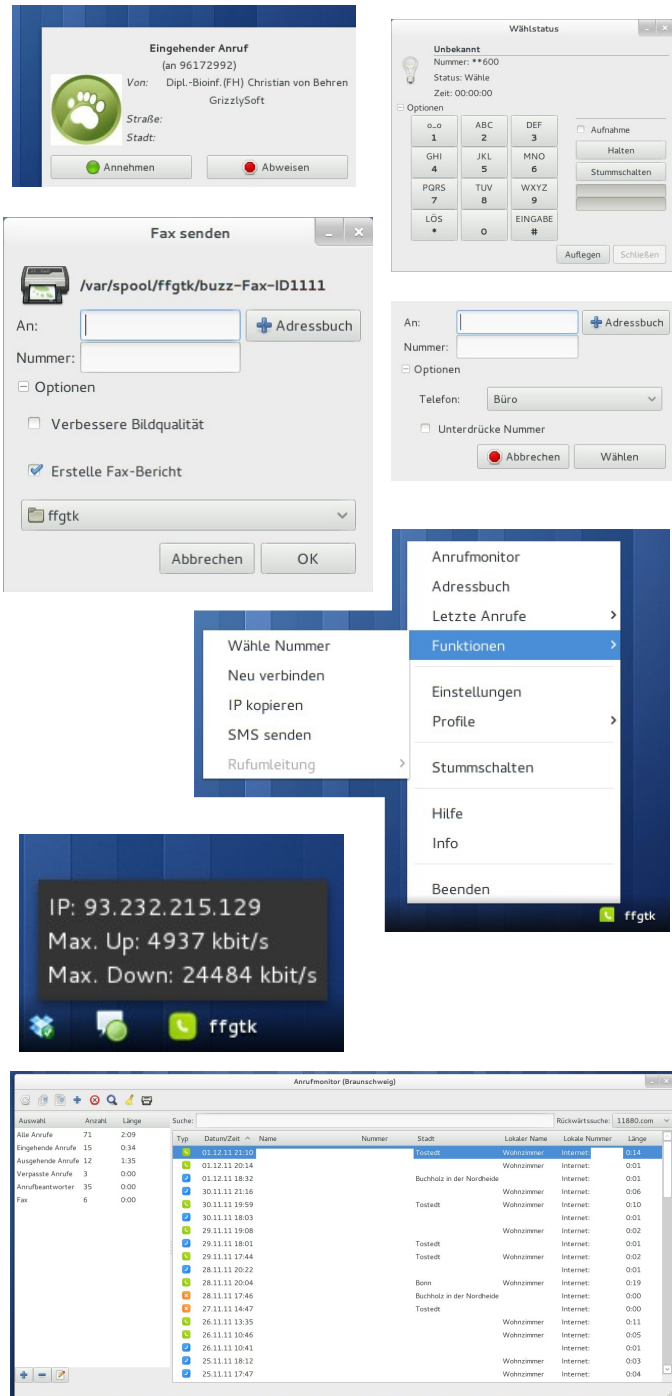 Eingehender Anruf
(an 96172992)
Von: Dipl.-Bioinf.(FH) Christian von Behren
GrizzlySoft
Straße:
Stadt:
Annehmen Abweisen
Wählstatus
Unbekannt
Nummer: **600
Status: Wähle
Zeit: 00:00:00
Optionen
o_o ABC DEF
1 2 3
Aufnahme
GHI JKL MNO
4 5 6
Halten
Stummschalten
PQRS TUV WXYZ
7 8 9
LÖS EINGABE
* 0 #
Auflegen Schließen
Fax senden
/var/spool/ffgtk/buzz-Fax-ID1111
An: Adressbuch
Nummer:
Optionen
Verbessere Bildqualität
Erstelle Fax-Bericht
ffgtk
Abbrechen OK
An: Adressbuch
Nummer:
Optionen
Telefon: Büro
Unterdrücke Nummer
Abbrechen Wählen
Anrufmonitor
Adressbuch
Letzte Anrufe
Funktionen
Einstellungen
Profile
Stummschalten
Hilfe
Info
Beenden
ffgtk
Wähle Nummer
Neu verbinden
IP kopieren
SMS senden
Rufumleitung
IP: 93.232.215.129
Max. Up: 4937 kbit/s
Max. Down: 24484 kbit/s
ffgtk
Anrufmonitor (Braunschweig)
Auswahl Anzahl Länge
Alle Anrufe 71 2:09
Eingehende Anrufe 15 0:34
Ausgehende Anrufe 12 1:35
Verpasste Anrufe 3 0:00
Anrufbeantworter 35 0:00
Fax 6 0:00
Suche: Rückwärtssuche: 11880.com
Typ Datum/Zeit Name Nummer Stadt Lokaler Name Lokale Nummer Länge
01.12.11 21:10 Tostedt Wohnzimmer Internet: 0:14
01.12.11 20:14 Wohnzimmer Internet: 0:01
01.12.11 18:32 Buchholz in der Nordheide Internet: 0:01
30.11.11 21:16 Wohnzimmer Internet: 0:06
30.11.11 19:59 Tostedt Wohnzimmer Internet: 0:10
30.11.11 18:03 Internet: 0:01
29.11.11 19:08 Wohnzimmer Internet: 0:02
29.11.11 18:01 Tostedt Internet: 0:01
29.11.11 17:44 Tostedt Wohnzimmer Internet: 0:02
28.11.11 20:22 Internet: 0:01
28.11.11 20:04 Bonn Wohnzimmer Internet: 0:19
28.11.11 17:46 Buchholz in der Nordheide Internet: 0:00
27.11.11 14:47 Tostedt Internet: 0:00
26.11.11 13:35 Wohnzimmer Internet: 0:11
26.11.11 10:46 Wohnzimmer Internet: 0:05
26.11.11 10:41 Internet: 0:01
25.11.11 18:12 Wohnzimmer Internet: 0:03
25.11.11 17:47 Wohnzimmer Internet: 0:04